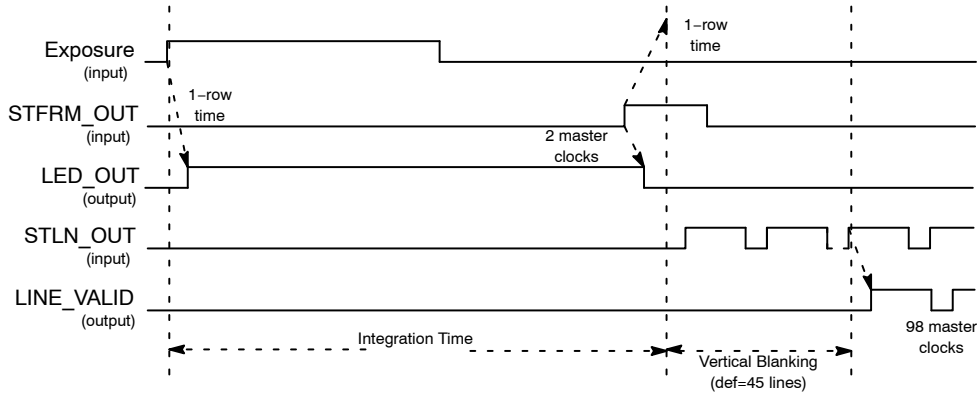 1−row
time
Exposure
(input)
1−row
time
STFRM_OUT
(input)
2 master
clocks
LED_OUT
(output)
STLN_OUT
(input)
LINE_VALID
(output)
98 master
clocks
Integration Time
Vertical Blanking
(def=45 lines)